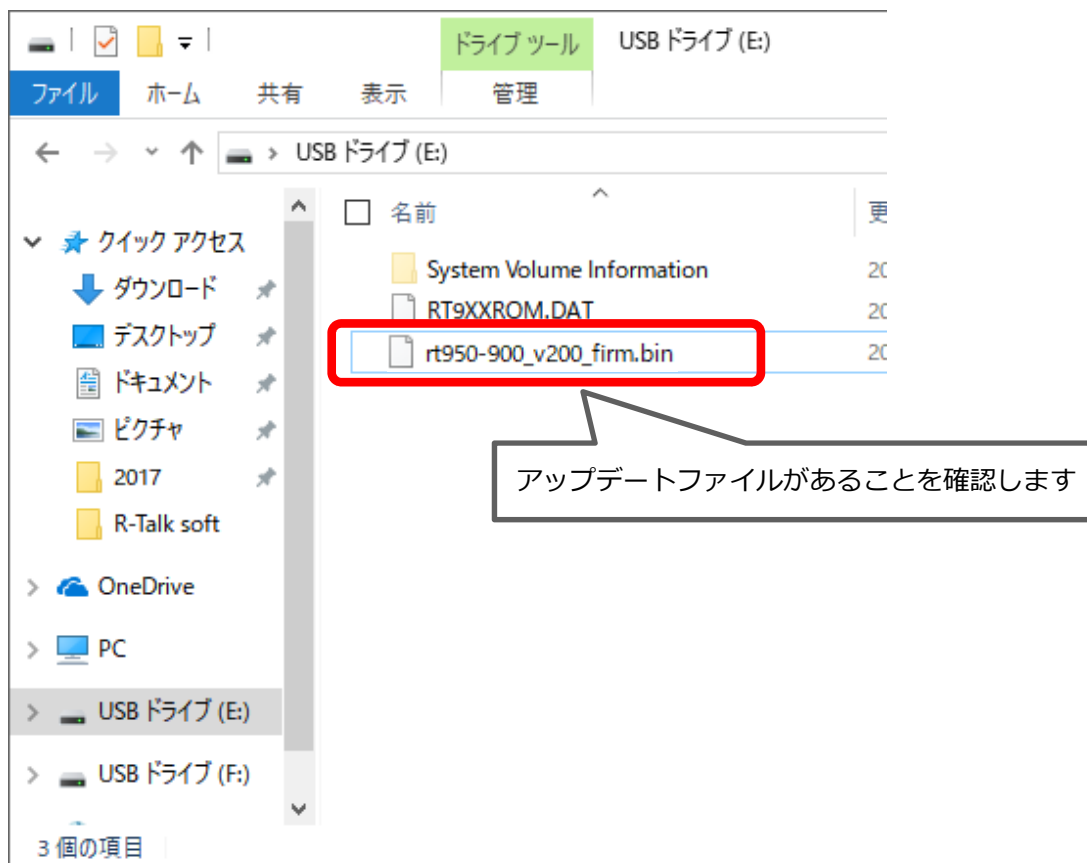 ドライブ ツール USB ドライブ (E:)
ファイル ホーム 共有 表示 管理
USB ドライブ (E:)
名前 更
クイック アクセス
ダウンロード
デスクトップ
ドキュメント
ピクチャ
2017
R-Talk soft
OneDrive
PC
USB ドライブ (E:)
USB ドライブ (F:)
System Volume Information 20
RT9XXROM.DAT 20
rt950-900_v200_firm.bin 20
アップデートファイルがあることを確認します
3 個の項目